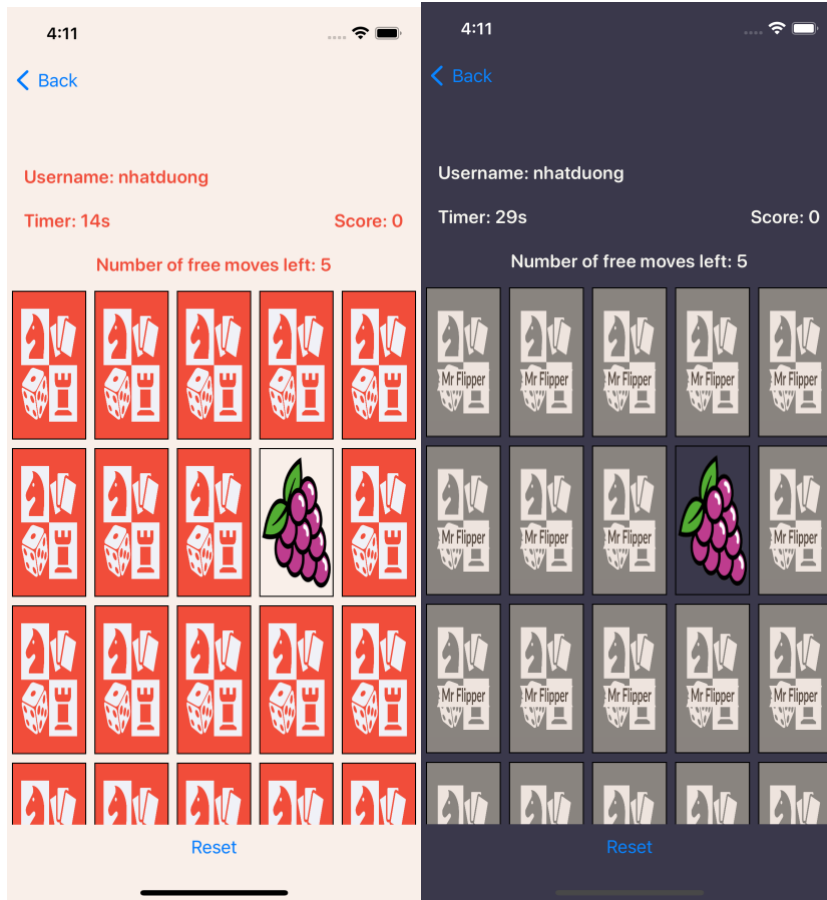 4:11
Back
Username: nhatduong
Timer: 14s Score: 0
Number of free moves left: 5
Reset
4:11
Back
Username: nhatduong
Timer: 29s Score: 0
Number of free moves left: 5
Mr Flipper Mr Flipper Mr Flipper Mr Flipper Mr Flipper
Mr Flipper Mr Flipper Mr Flipper Mr Flipper
Mr Flipper Mr Flipper Mr Flipper Mr Flipper Mr Flipper
Reset